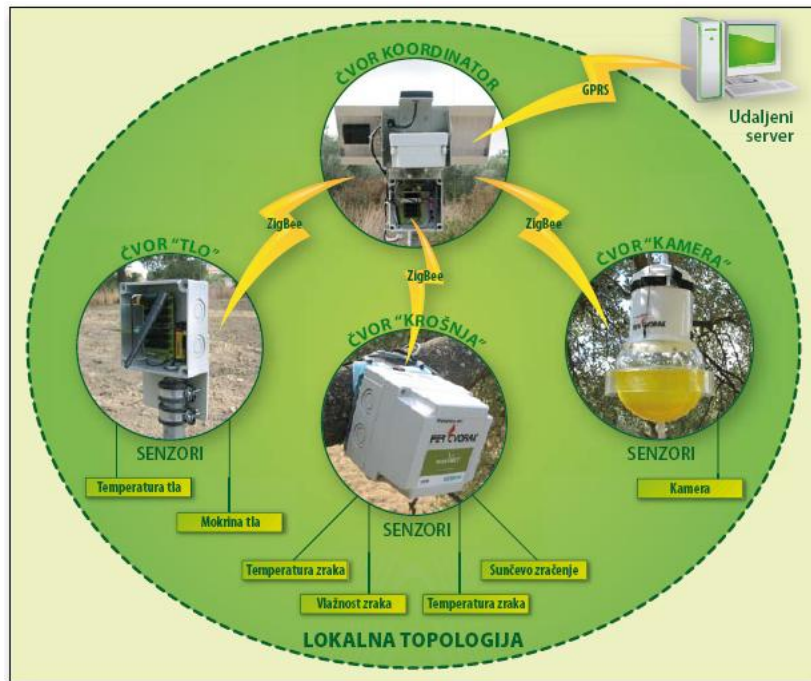 ČVOR KOORDINATOR
GPRS
Udaljeni
server
ZigBee
ZigBee
ZigBee
ČVOR "TLO"
ČVOR "KROŠNJA"
ČVOR "KAMERA"
SENZORI
Temperatura tla
Mokrina tla
SENZORI
Temperatura zraka
Vlažnost zraka
Temperatura zraka
Sunčevo zračenje
SENZORI
Kamera
LOKALNA TOPOLOGIJA